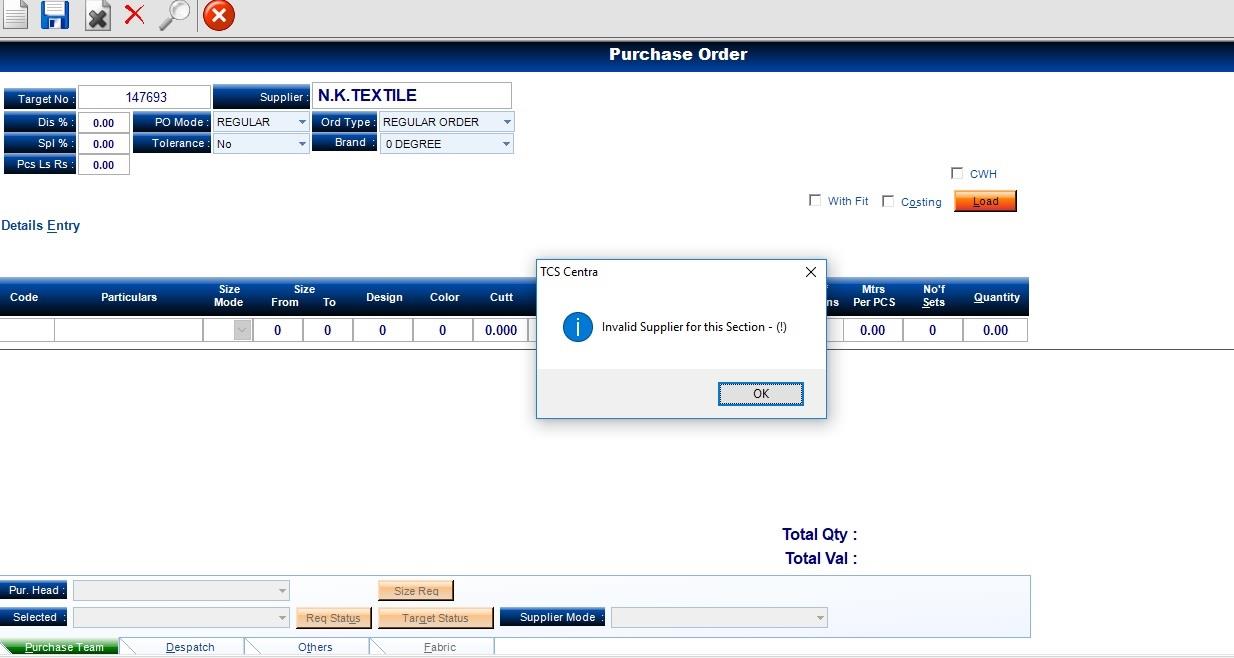 Purchase Order
Target No : 147693 Supplier : N.K.TEXTILE
Dis % : 0.00 PO Mode : REGULAR Ord Type : REGULAR ORDER
Spl % : 0.00 Tolerance : No Brand : 0 DEGREE
Pcs Ls Rs : 0.00
CWH
With Fit Costing Load
Details Entry
TCS Centra
Code Particulars Size Mode Size From To Design Color Cutt Mtrs Per PCS No'f Sets Quantity
0 0 0 0 0.000 0.00 0 0.00
Invalid Supplier for this Section - (!)
OK
Total Qty :
Total Val :
Pur. Head : Size Req
Selected : Req Status Target Status Supplier Mode :
Purchase Team Despatch Others Fabric